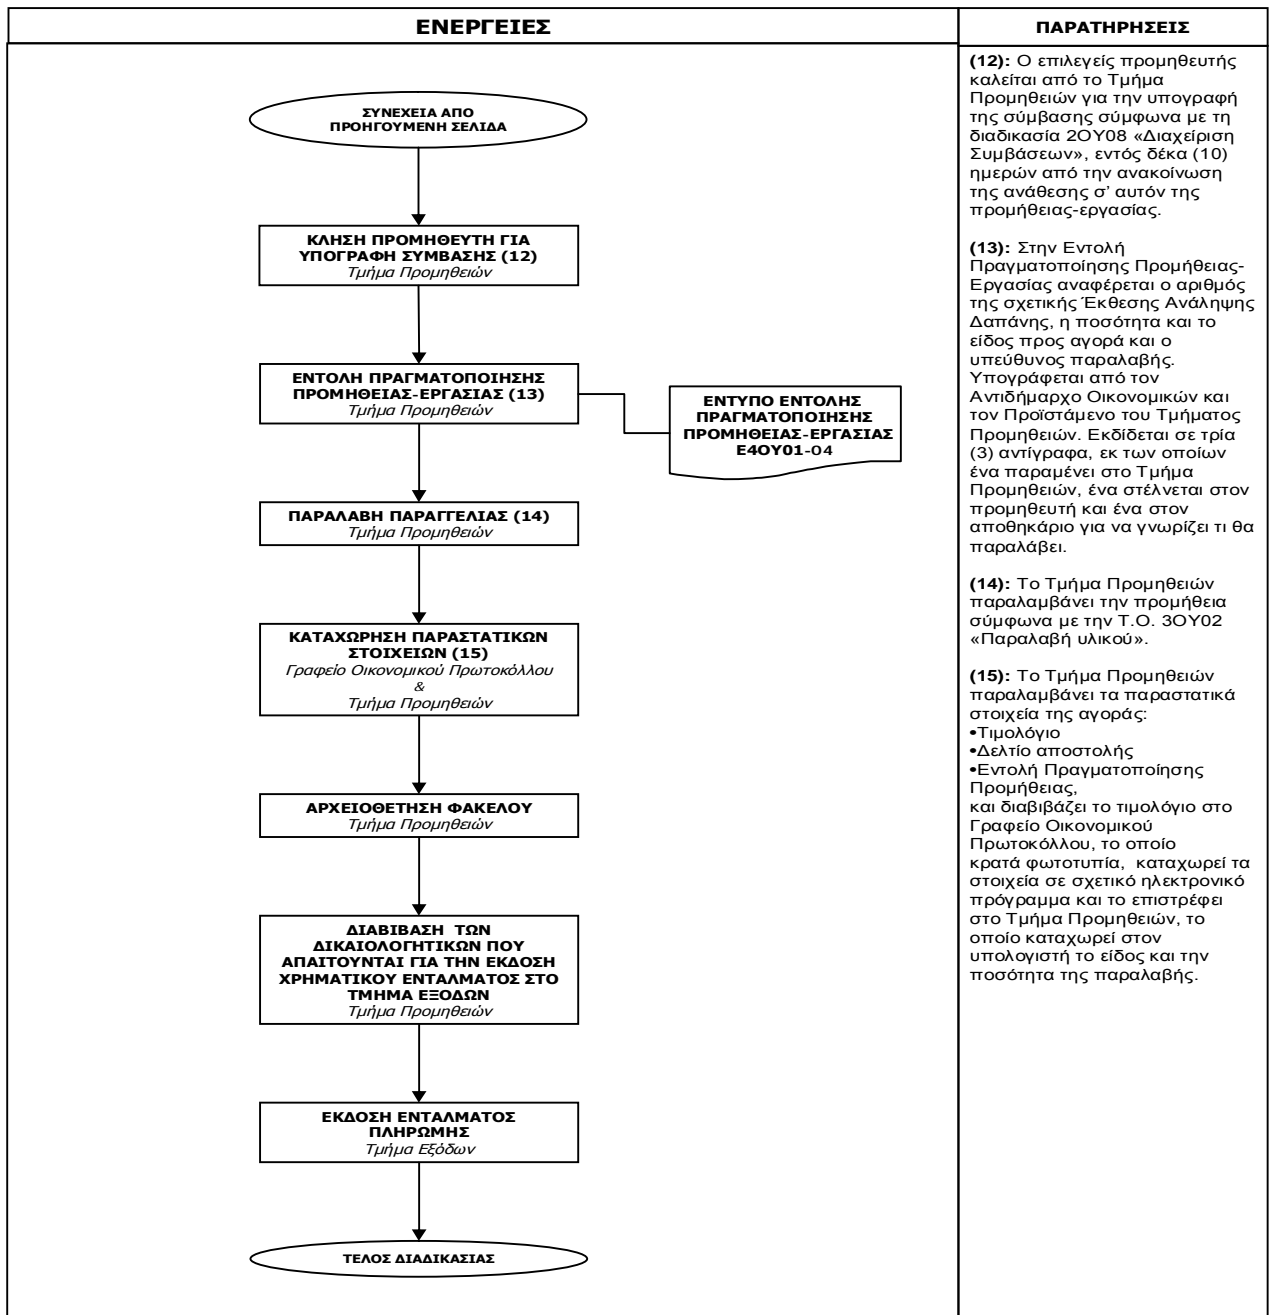 ΕΝΕΡΓΕΙΕΣ
ΠΑΡΑΤΗΡΗΣΕΙΣ
ΣΥΝΕΧΕΙΑ ΑΠΟ
ΠΡΟΗΓΟΥΜΕΝΗ ΣΕΛΙΔΑ
ΚΛΗΣΗ ΠΡΟΜΗΘΕΥΤΗ ΓΙΑ
ΥΠΟΓΡΑΦΗ ΣΥΜΒΑΣΗΣ (12)
Τμήμα Προμηθειών
ΕΝΤΟΛΗ ΠΡΑΓΜΑΤΟΠΟΙΗΣΗΣ
ΠΡΟΜΗΘΕΙΑΣ-ΕΡΓΑΣΙΑΣ (13)
Τμήμα Προμηθειών
ΕΝΤΥΠΟ ΕΝΤΟΛΗΣ
ΠΡΑΓΜΑΤΟΠΟΙΗΣΗΣ
ΠΡΟΜΗΘΕΙΑΣ-ΕΡΓΑΣΙΑΣ
Ε4ΟΥ01-04
ΠΑΡΑΛΑΒΗ ΠΑΡΑΓΓΕΛΙΑΣ (14)
Τμήμα Προμηθειών
ΚΑΤΑΧΩΡΗΣΗ ΠΑΡΑΣΤΑΤΙΚΩΝ
ΣΤΟΙΧΕΙΩΝ (15)
Γραφείο Οικονομικού Πρωτοκόλλου
&
Τμήμα Προμηθειών
ΑΡΧΕΙΟΘΕΤΗΣΗ ΦΑΚΕΛΟΥ
Τμήμα Προμηθειών
ΔΙΑΒΙΒΑΣΗ ΤΩΝ
ΔΙΚΑΙΟΛΟΓΗΤΙΚΩΝ ΠΟΥ
ΑΠΑΙΤΟΥΝΤΑΙ ΓΙΑ ΤΗΝ ΕΚΔΟΣΗ
ΧΡΗΜΑΤΙΚΟΥ ΕΝΤΑΛΜΑΤΟΣ ΣΤΟ
ΤΜΗΜΑ ΕΞΟΔΩΝ
Τμήμα Προμηθειών
ΕΚΔΟΣΗ ΕΝΤΑΛΜΑΤΟΣ
ΠΛΗΡΩΜΗΣ
Τμήμα Εξόδων
ΤΕΛΟΣ ΔΙΑΔΙΚΑΣΙΑΣ
(12): Ο επιλεγείς προμηθευτής
καλείται από το Τμήμα
Προμηθειών για την υπογραφή
της σύμβασης σύμφωνα με τη
διαδικασία 2ΟΥ08 «Διαχείριση
Συμβάσεων», εντός δέκα (10)
ημερών από την ανακοίνωση
της ανάθεσης σ' αυτόν της
προμήθειας-εργασίας.
(13): Στην Εντολή
Πραγματοποίησης Προμήθειας-
Εργασίας αναφέρεται ο αριθμός
της σχετικής Έκθεσης Ανάληψης
Δαπάνης, η ποσότητα και το
είδος προς αγορά και ο
υπεύθυνος παραλαβής.
Υπογράφεται από τον
Αντιδήμαρχο Οικονομικών και
τον Προϊστάμενο του Τμήματος
Προμηθειών. Εκδίδεται σε τρία
(3) αντίγραφα, εκ των οποίων
ένα παραμένει στο Τμήμα
Προμηθειών, ένα στέλνεται στον
προμηθευτή και ένα στον
αποθηκάριο για να γνωρίζει τι θα
παραλάβει.
(14): Το Τμήμα Προμηθειών
παραλαμβάνει την προμήθεια
σύμφωνα με την Τ.Ο. 3ΟΥ02
«Παραλαβή υλικού».
(15): Το Τμήμα Προμηθειών
παραλαμβάνει τα παραστατικά
στοιχεία της αγοράς:
•Τιμολόγιο
•Δελτίο αποστολής
•Εντολή Πραγματοποίησης
Προμήθειας,
και διαβιβάζει το τιμολόγιο στο
Γραφείο Οικονομικού
Πρωτοκόλλου, το οποίο
κρατά φωτοτυπία, καταχωρεί τα
στοιχεία σε σχετικό ηλεκτρονικό
πρόγραμμα και το επιστρέφει
στο Τμήμα Προμηθειών, το
οποίο καταχωρεί στον
υπολογιστή το είδος και την
ποσότητα της παραλαβής.